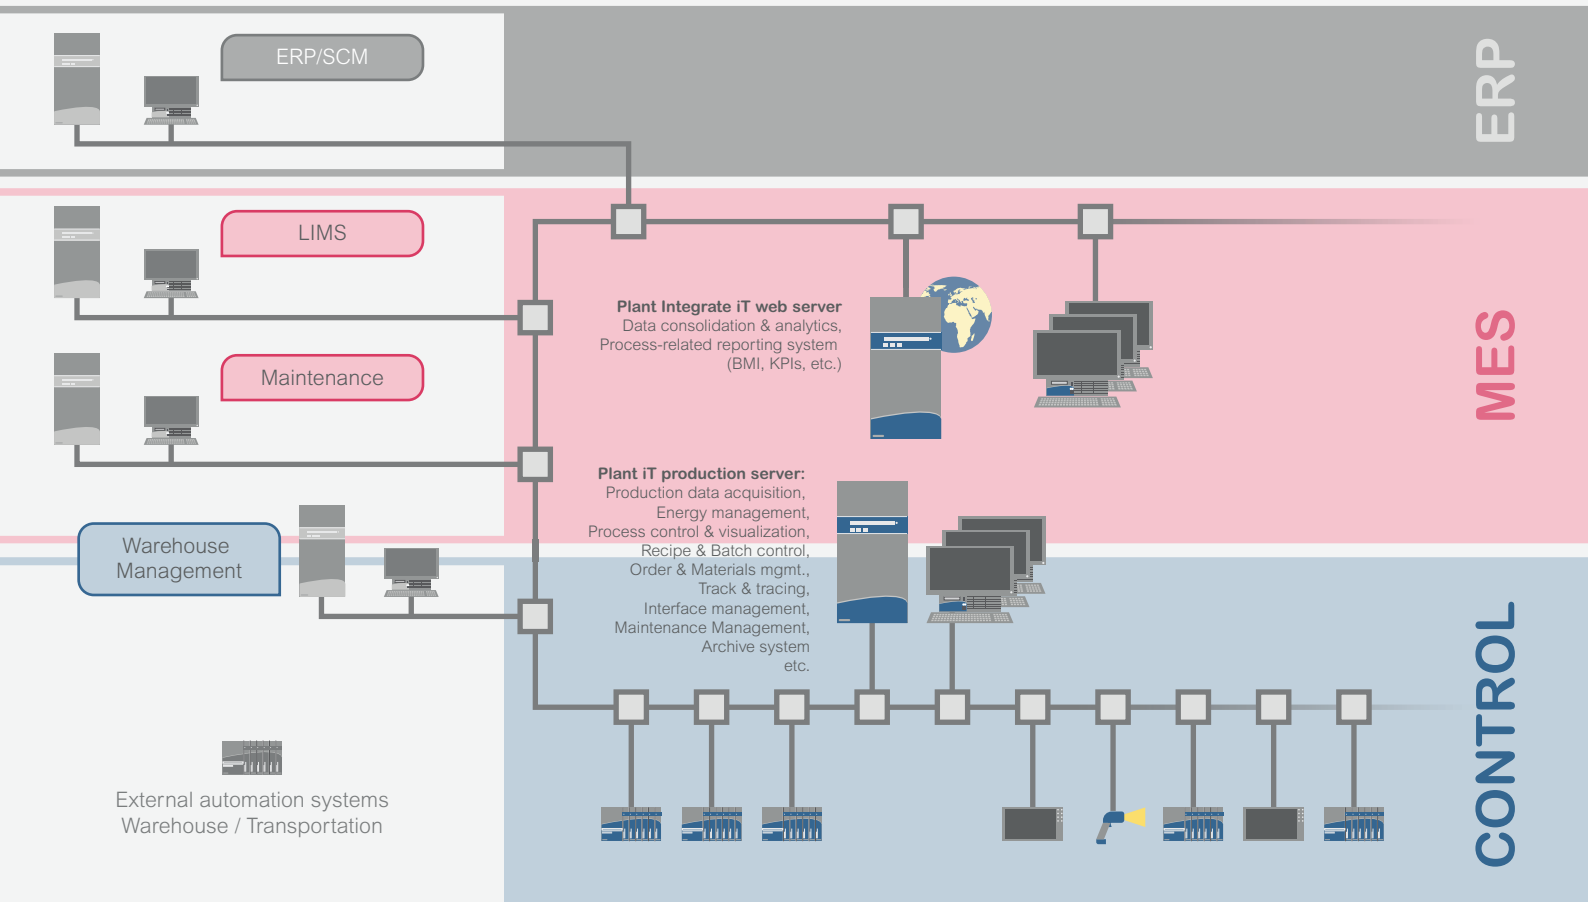 ERP/SCM
ERP
LIMS
Plant Integrate iT web server
Data consolidation & analytics,
Process-related reporting system
(BMI, KPIs, etc.)
MES
Maintenance
Plant iT production server:
Production data acquisition,
Energy management,
Process control & visualization,
Recipe & Batch control,
Order & Materials mgmt.,
Track & tracing,
Interface management,
Maintenance Management,
Archive system
etc.
Warehouse
Management
CONTROL
External automation systems
Warehouse / Transportation